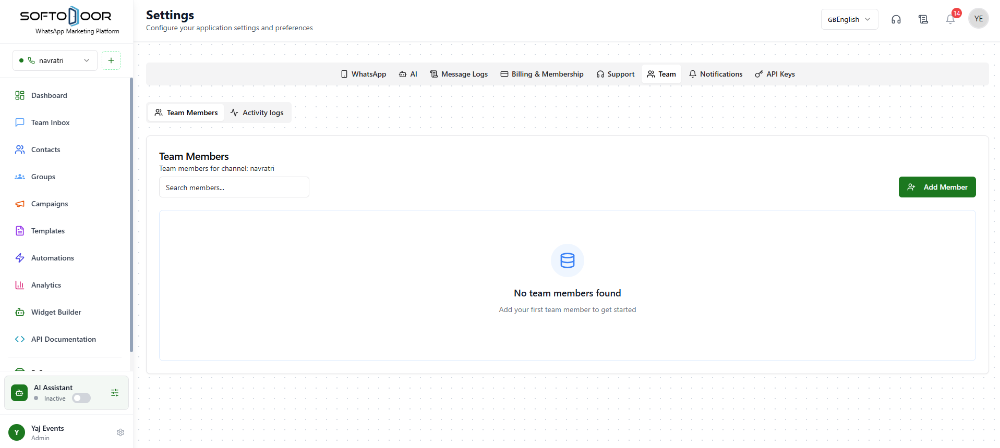 SOFTODOOR
WhatsApp Marketing Platform
navratri
Dashboard
Team Inbox
Contacts
Groups
Campaigns
Templates
Automations
Analytics
Widget Builder
API Documentation
AI Assistant
Inactive
Y
Yaj Events
Admin
Settings
Configure your application settings and preferences
GBEnglish
14
YE
WhatsApp
AI
Message Logs
Billing & Membership
Support
Team
Notifications
API Keys
Team Members
Activity logs
Team Members
Team members for channel: navratri
Search members...
Add Member
No team members found
Add your first team member to get started